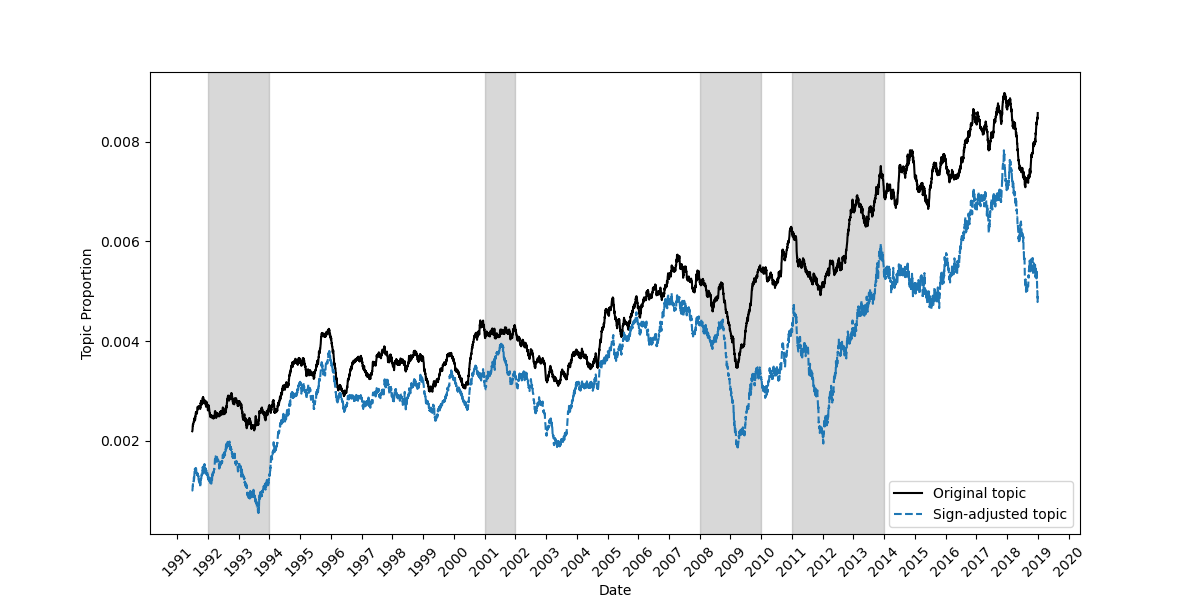 Topic Proportion
0.008
0.006
0.004
0.002
Original topic
Sign-adjusted topic
1991 1992 1993 1994 1995 1996 1997 1998 1999 2000 2001 2002 2003 2004 2005 2006 2007 2008 2009 2010 2011 2012 2013 2014 2015 2016 2017 2018 2019 2020
Date